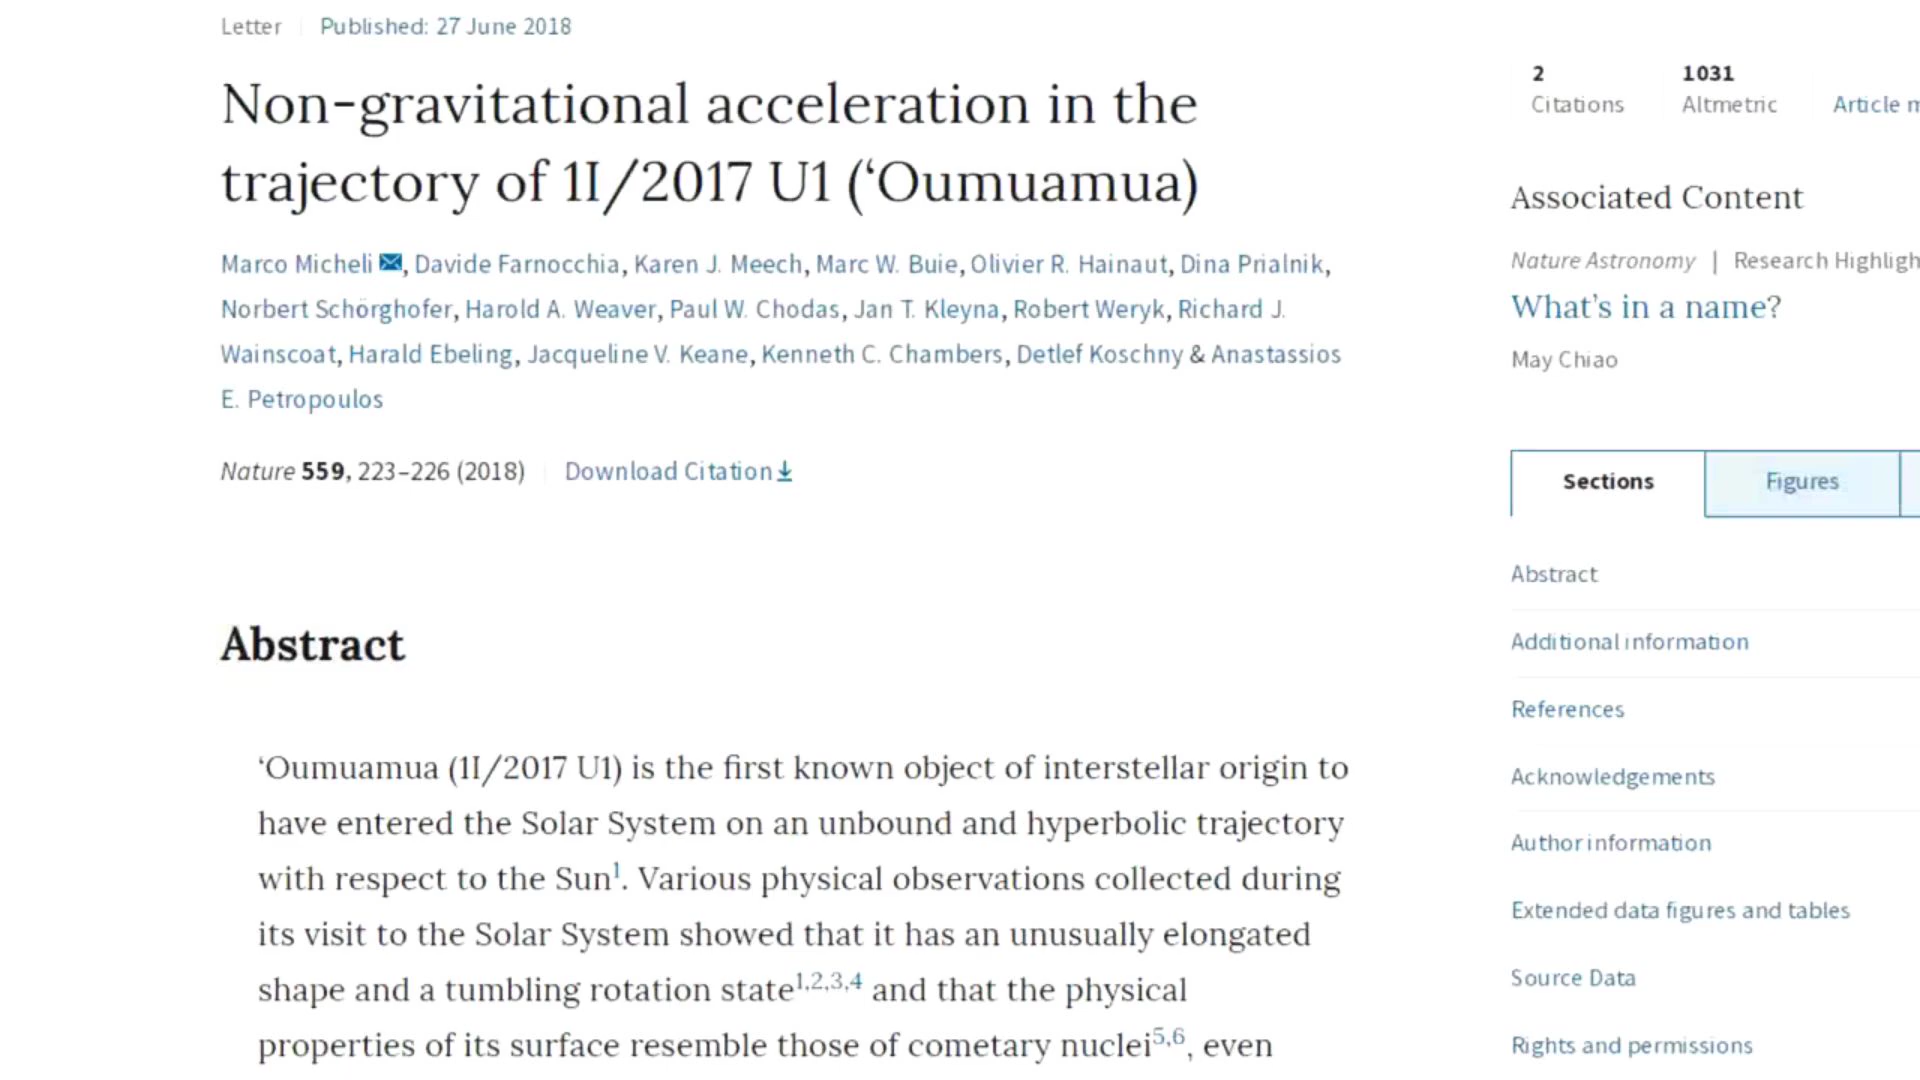 Letter Published: 27 June 2018
Non-gravitational acceleration in the
trajectory of 1I/2017 U1 (‘Oumuamua)
Marco Micheli, Davide Farnocchia, Karen J. Meech, Marc W. Buie, Olivier R. Hainaut, Dina Prialnik,
Norbert Schörghofer, Harold A. Weaver, Paul W. Chodas, Jan T. Kleyna, Robert Weryk, Richard J.
Wainscoat, Harald Ebeling, Jacqueline V. Keane, Kenneth C. Chambers, Detlef Koschny & Anastassios
E. Petropoulos
Nature 559, 223–226 (2018) Download Citation
Abstract
‘Oumuamua (1I/2017 U1) is the first known object of interstellar origin to
have entered the Solar System on an unbound and hyperbolic trajectory
with respect to the Sun1. Various physical observations collected during
its visit to the Solar System showed that it has an unusually elongated
shape and a tumbling rotation state1,2,3,4 and that the physical
properties of its surface resemble those of cometary nuclei5,6, even
2 1031
Citations Altmetric Article m
Associated Content
Nature Astronomy | Research Highligh
What’s in a name?
May Chiao
Sections Figures
Abstract
Additional information
References
Acknowledgements
Author information
Extended data figures and tables
Source Data
Rights and permissions